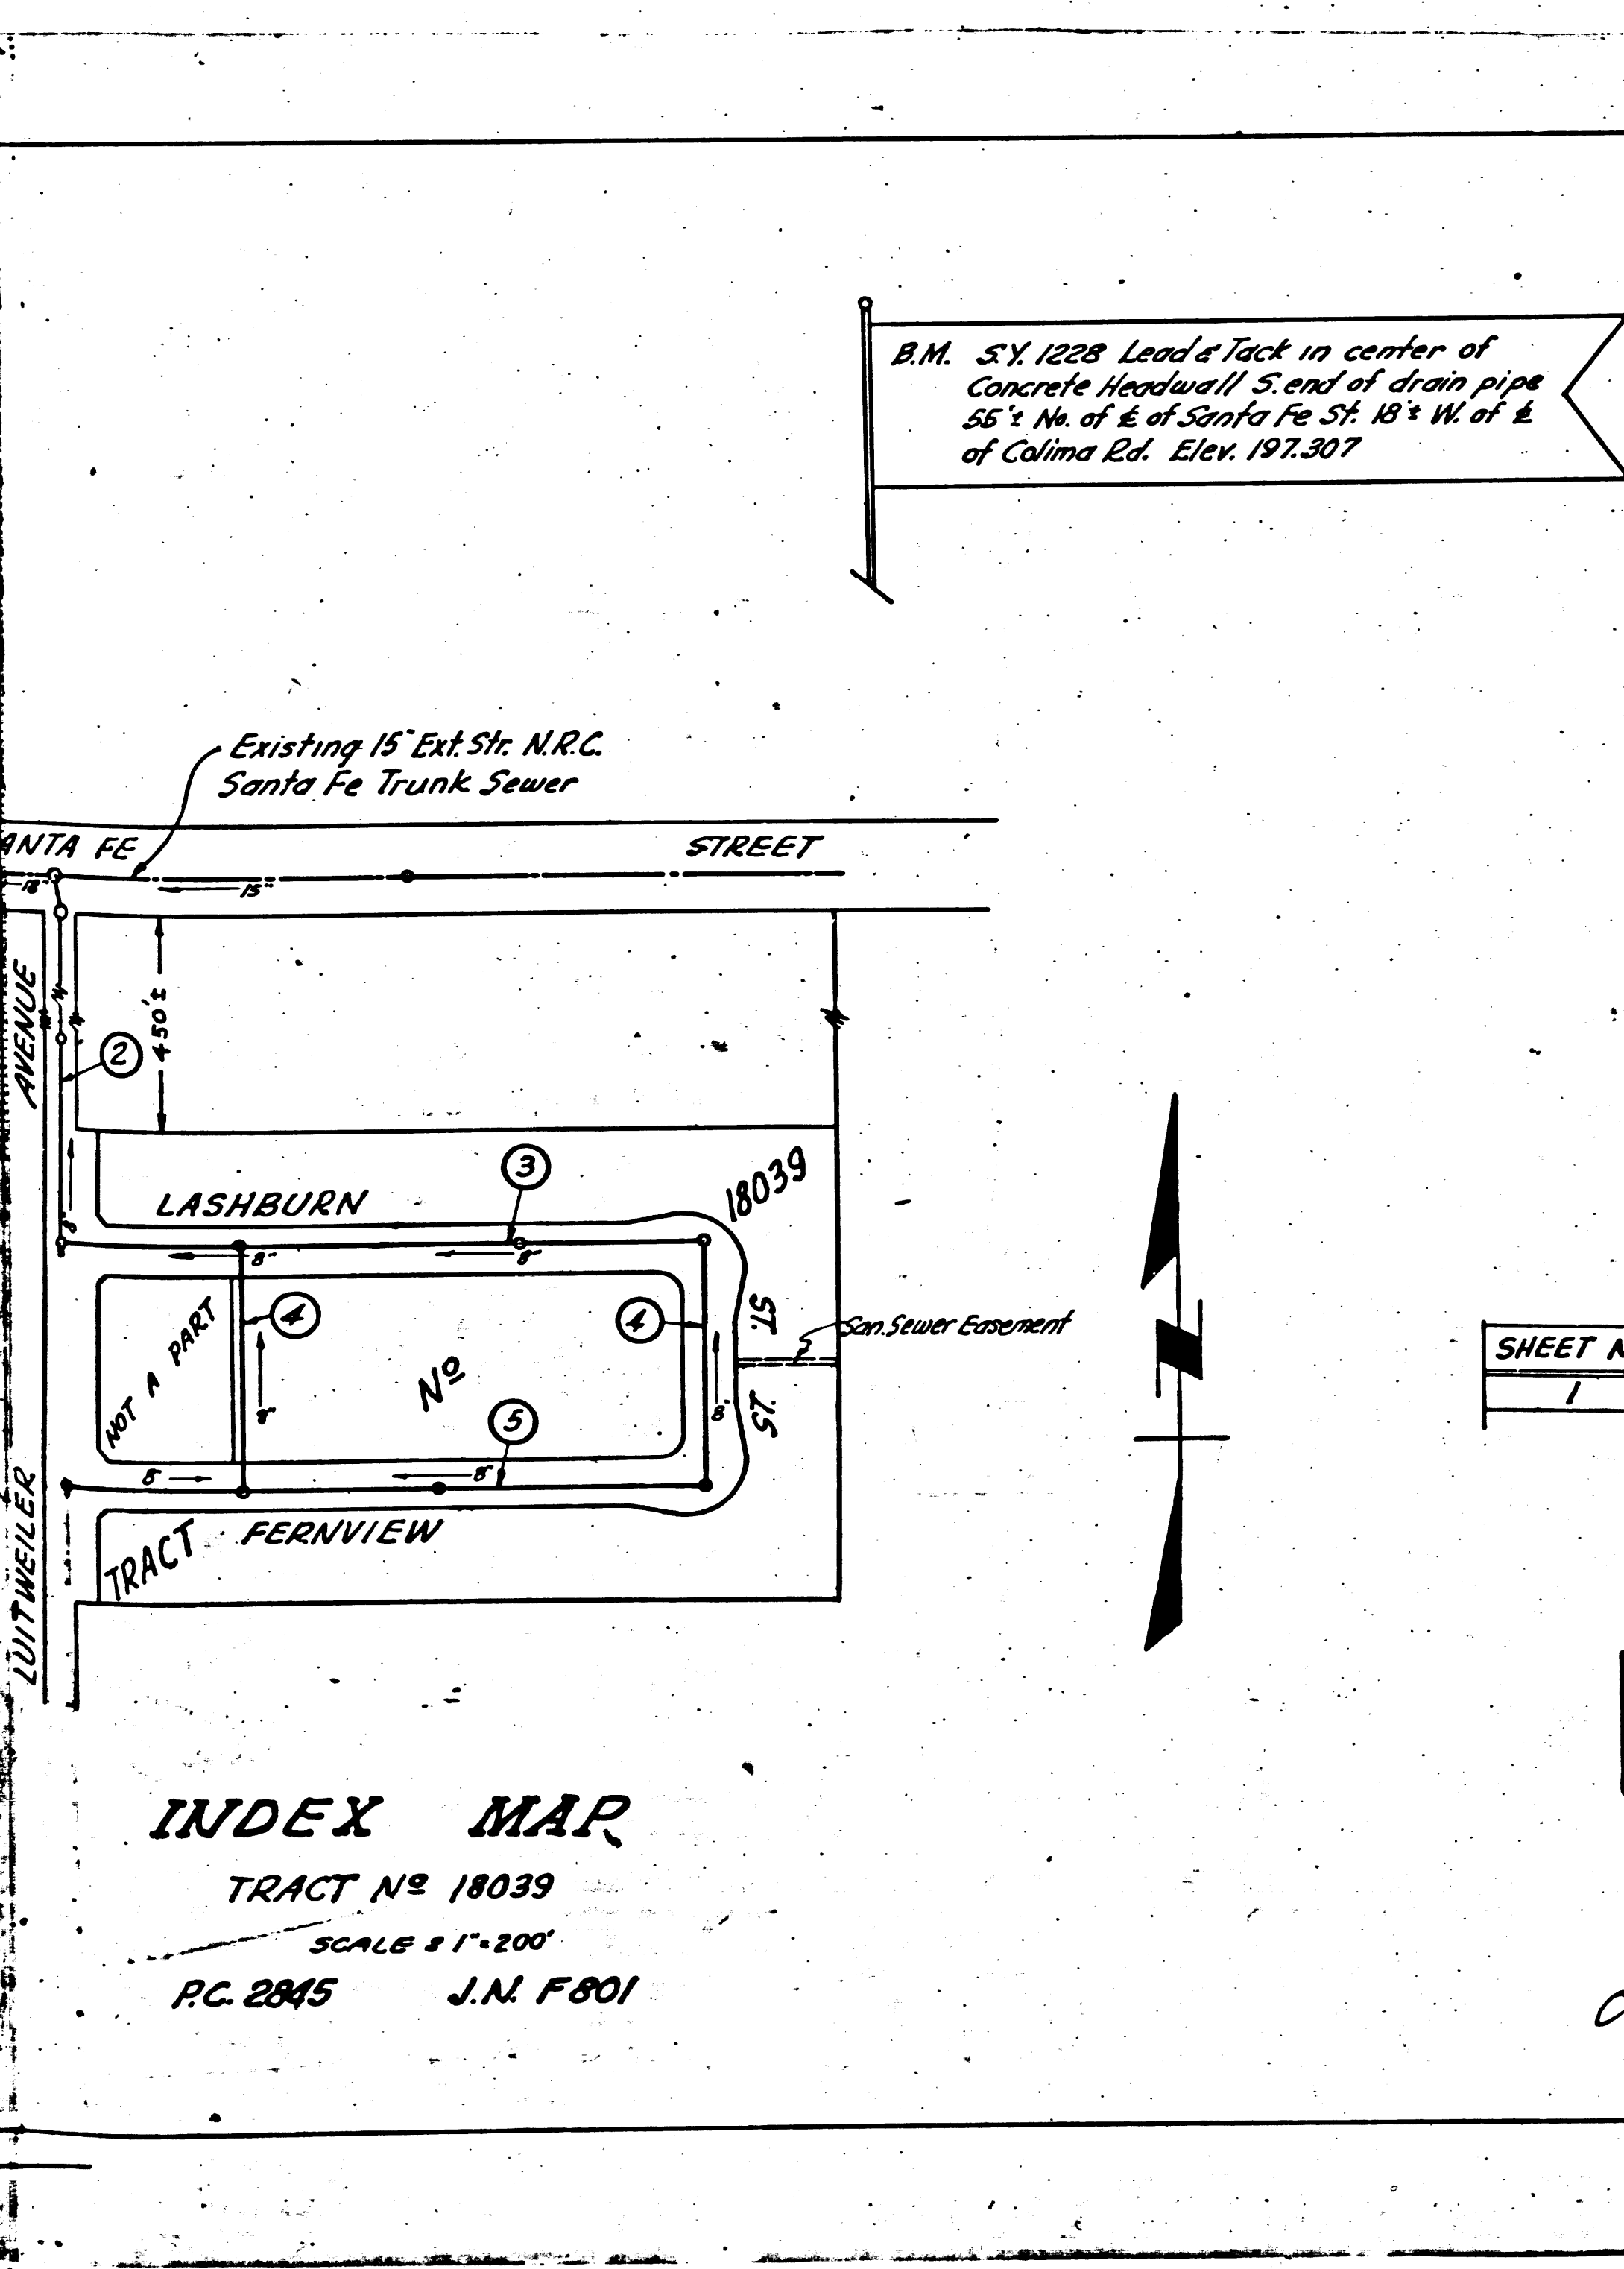 B.M. S.Y. 1228 Lead & Tack in center of
Concrete Headwall S. end of drain pipe
55'± No. of ℄ of Santa Fe St. 18'± W. of ℄
of Colima Rd. Elev. 197.307
Existing 15" Ext. Str. N.R.C.
Santa Fe Trunk Sewer
ANTA FE
STREET
18"
15"
AVENUE
450'±
2
3
18039
LASHBURN
8"
8"
8"
NOT A PART
4
4
ST.
San. Sewer Easement
SHEET N
1
Nº
8"
8"
ST.
5
8"
8"
LUITWEILER
TRACT
FERNVIEW
INDEX MAP
TRACT Nº 18039
SCALE : 1"=200'
P.C. 2845 J.N. F801